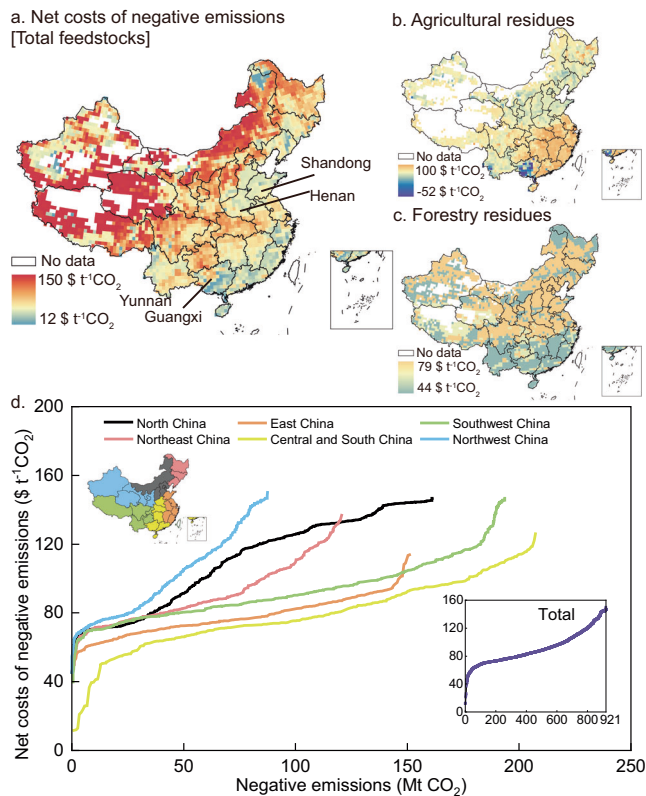 a. Net costs of negative emissions
[Total feedstocks]
Shandong
Henan
Yunnan
Guangxi
No data
150 $ t⁻¹CO₂
12 $ t⁻¹CO₂
b. Agricultural residues
No data
100 $ t⁻¹CO₂
-52 $ t⁻¹CO₂
c. Forestry residues
No data
79 $ t⁻¹CO₂
44 $ t⁻¹CO₂
d.
200
160
120
80
40
0
Net costs of negative emissions ($ t⁻¹CO₂)
North China
East China
Southwest China
Northeast China
Central and South China
Northwest China
Total
160
120
80
40
0
0
200
400
600
800
921
0
50
100
150
200
250
Negative emissions (Mt CO₂)